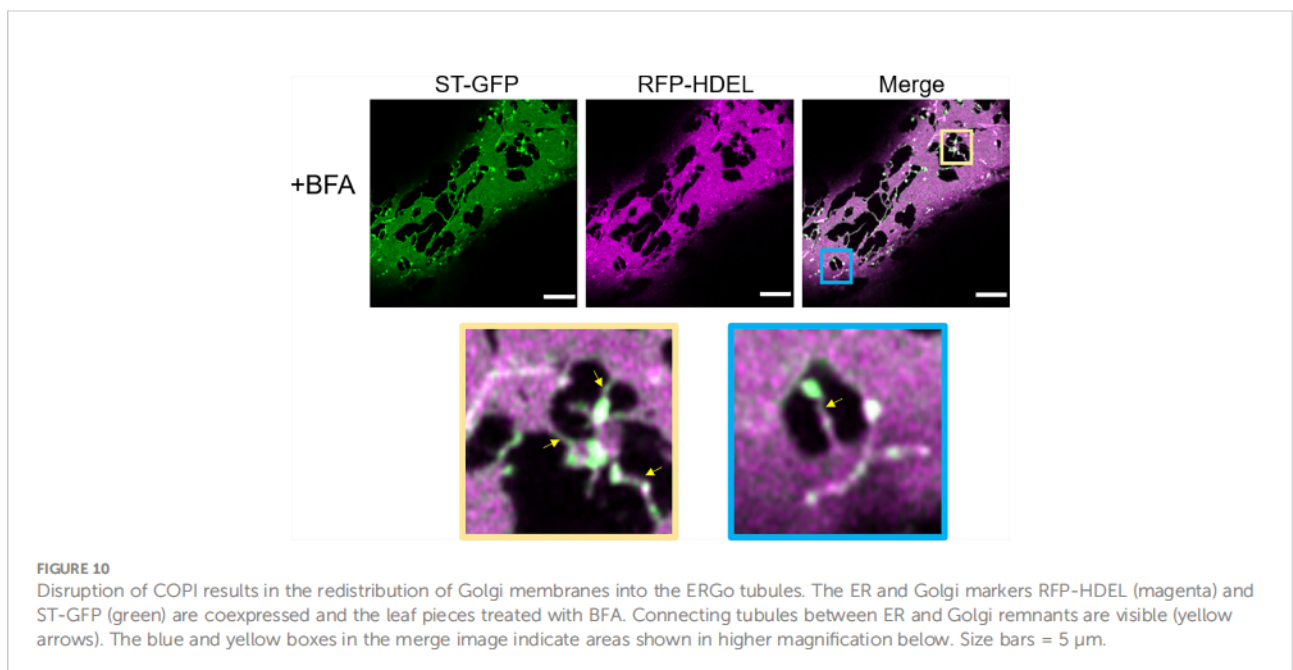 ST-GFP RFP-HDEL Merge
+BFA
FIGURE 10
Disruption of COPI results in the redistribution of Golgi membranes into the ERGo tubules. The ER and Golgi markers RFP-HDEL (magenta) and
ST-GFP (green) are coexpressed and the leaf pieces treated with BFA. Connecting tubules between ER and Golgi remnants are visible (yellow
arrows). The blue and yellow boxes in the merge image indicate areas shown in higher magnification below. Size bars = 5 μm.